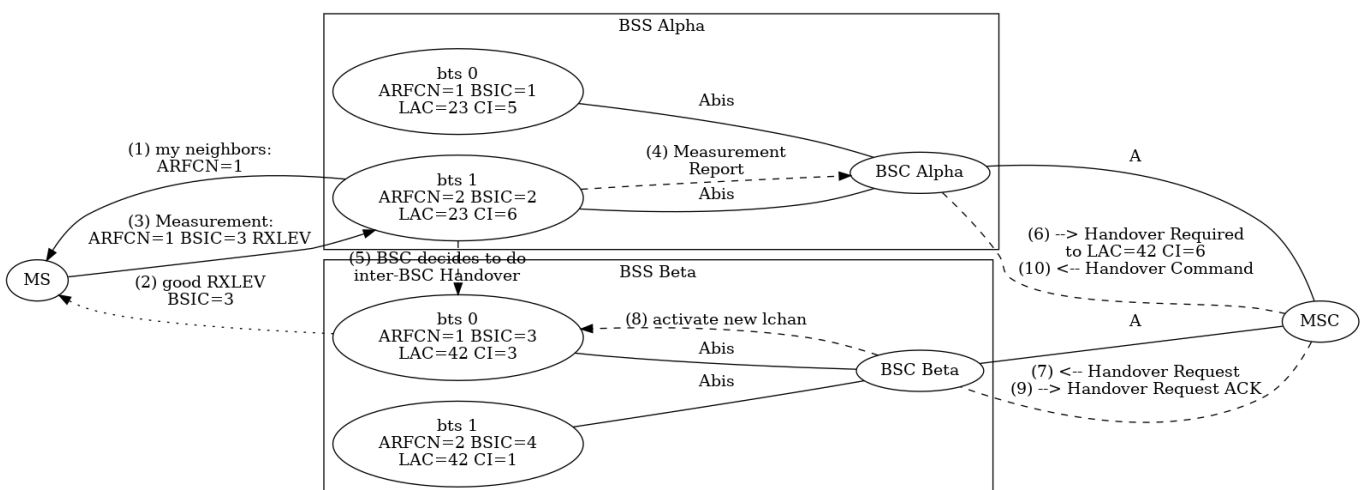 BSS Alpha
bts 0
ARFCN=1 BSIC=1
LAC=23 CI=5
Abis
(1) my neighbors:
ARFCN=1
(4) Measurement
Report
A
BSC Alpha
bts 1
ARFCN=2 BSIC=2
LAC=23 CI=6
Abis
(3) Measurement:
ARFCN=1 BSIC=3 RXLEV
(6) --> Handover Required
to LAC=42 CI=6
(10) <-- Handover Command
(5) BSC decides to do
inter-BSC Handover
MS
BSS Beta
(2) good RXLEV
BSIC=3
bts 0
ARFCN=1 BSIC=3
LAC=42 CI=3
(8) activate new lchan
A
MSC
Abis
BSC Beta
Abis
(7) <-- Handover Request
(9) --> Handover Request ACK
bts 1
ARFCN=2 BSIC=4
LAC=42 CI=1